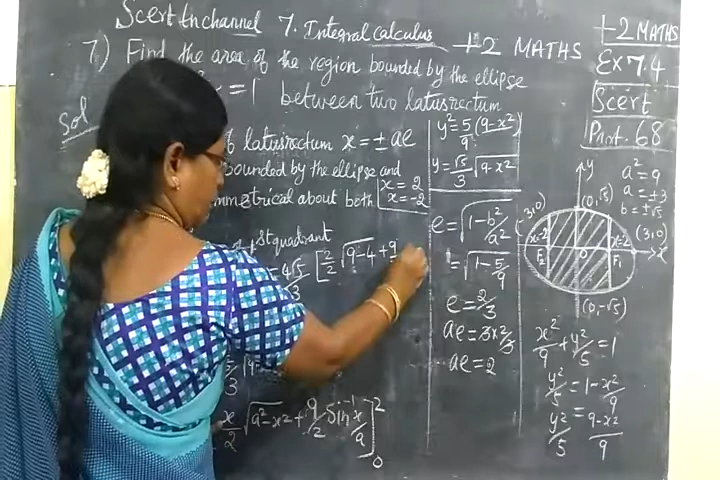 Scert tn channel 7. Integral calculus +2 MATHS
7) Find the area of the region bounded by the ellipse
= 1 between two latusrectum
Sol
latusrectum x = ± ae
bounded by the ellipse and
symmetrical about both
x = 2
x = -2
Ist quadrant
= 4√5/3 [ 2/2 √9-4 + 9
x/2 √a²-x² + 9/2 Sin⁻¹ x/a ]₀²
y² = 5/9 (9-x²)
y = √5/3 √9-x²
e = √1-b²/a²
= √1-5/9
e = 2/3
ae = 3×2/3
ae = 2
+2 MATHS
Ex 7.4
Scert
Part. 68
a² = 9
a = ±3
b = ±√5
y
(0,√5)
(-3,0)
(3,0)
x=-2
x=2
F₂
0
F₁
x
(0,-√5)
x²/9 + y²/5 = 1
y²/5 = 1-x²/9
y²/5 = 9-x²/9